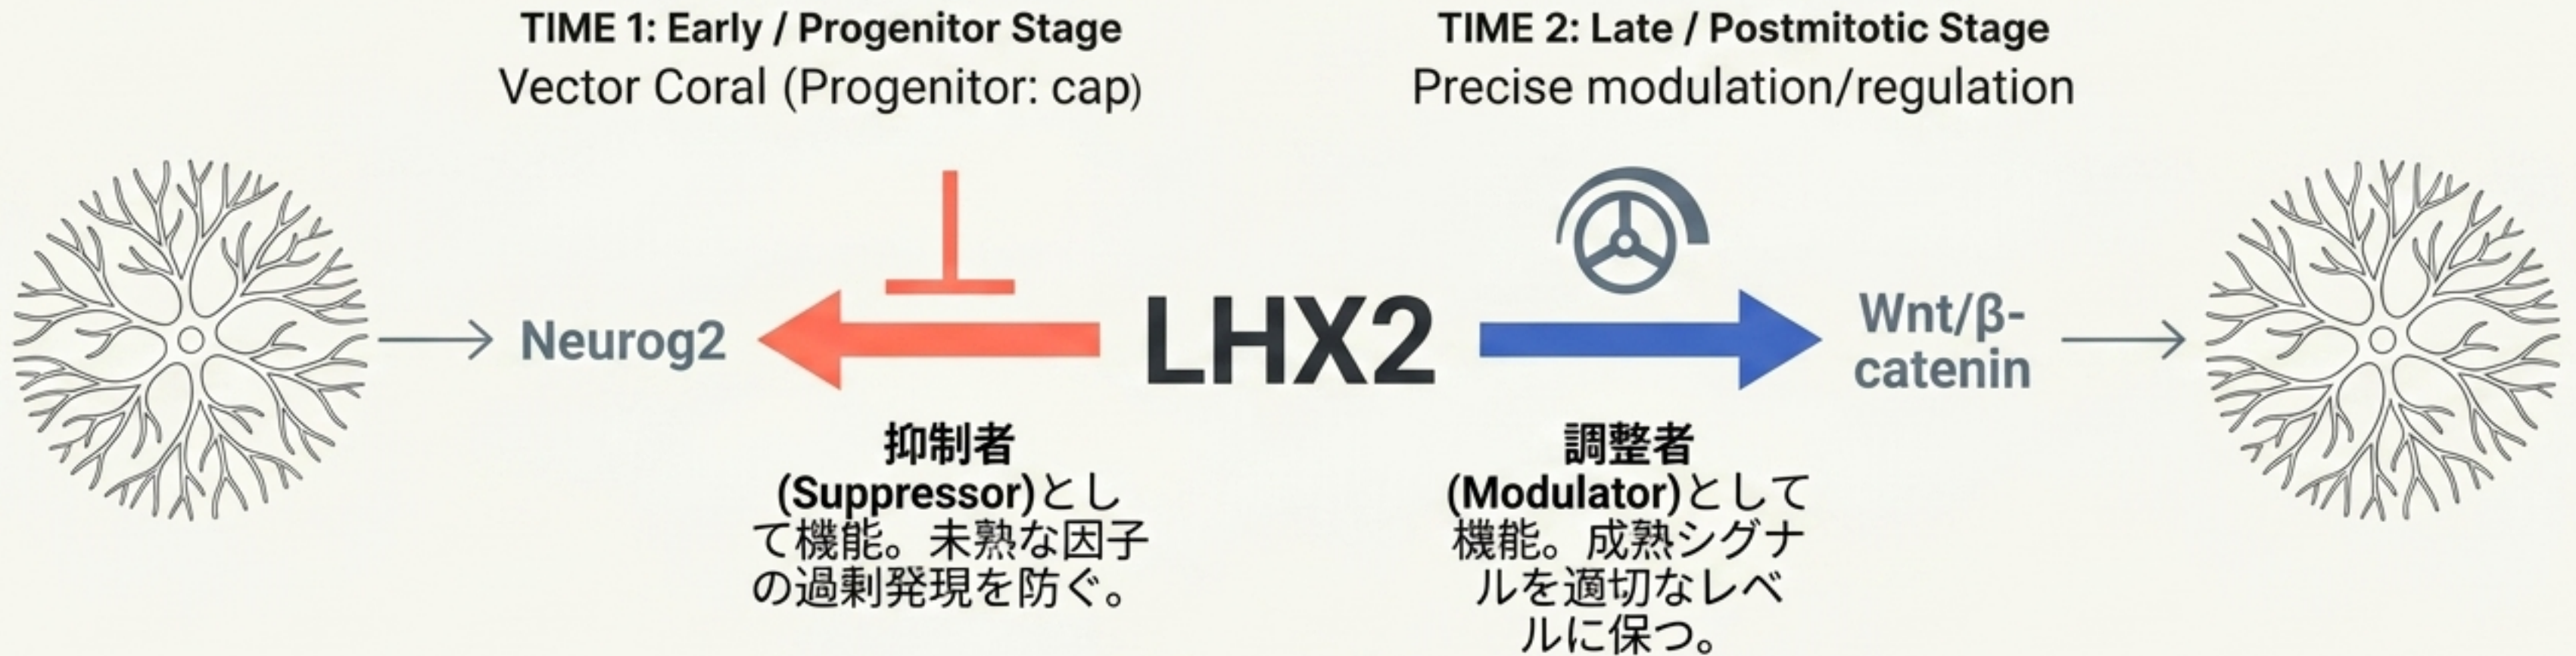 TIME 1: Early / Progenitor Stage
Vector Coral (Progenitor: cap)
TIME 2: Late / Postmitotic Stage
Precise modulation/regulation
Neurog2
LHX2
Wnt/β-
catenin
抑制者
(Suppressor)とし
て機能。未熟な因子
の過剰発現を防ぐ。
調整者
(Modulator)として
機能。成熟シグナ
ルを適切なレベ
ルに保つ。